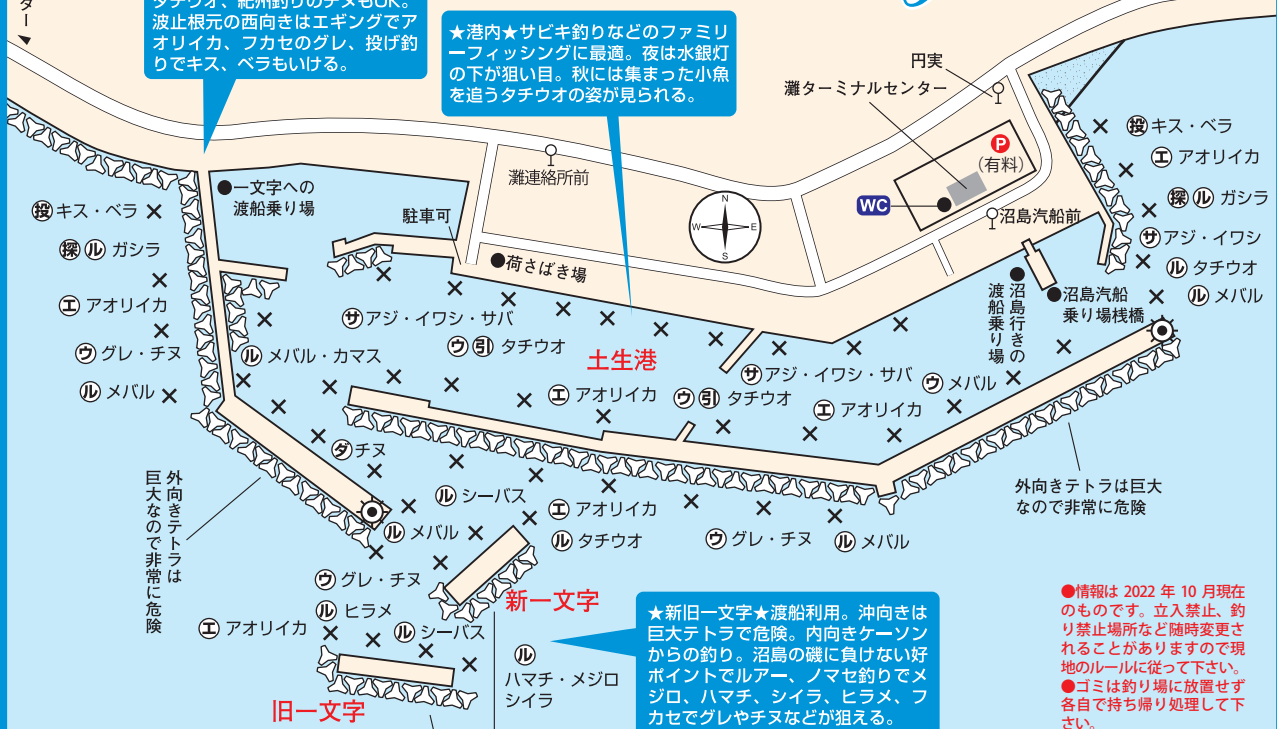 ター
タチウオ、紀州釣りのチヌもOK。
波止根元の西向きはエギングでア
オリイカ、フカセのグレ、投げ釣
りでキス、ベラもいける。
★港内★サビキ釣りなどのファミリ
ーフィッシングに最適。夜は水銀灯
の下が狙い目。秋には集まった小魚
を追うタチウオの姿が見られる。
円実
灘ターミナルセンター
P
(有料)
WC
沼島汽船前
灘連絡所前
N
W E
S
一文字への
渡船乗り場
駐車可
荷さばき場
投 キス・ベラ
エ アオリイカ
探 ル ガシラ
サ アジ・イワシ
ル タチウオ
ル メバル
投 キス・ベラ
探 ル ガシラ
エ アオリイカ
ウ グレ・チヌ
ル メバル
サ アジ・イワシ・サバ
ウ 引 タチウオ
ル メバル・カマス
土生港
沼島行きの
渡船乗り場
沼島汽船
乗り場桟橋
サ アジ・イワシ・サバ
ウ メバル
エ アオリイカ
ウ 引 タチウオ
エ アオリイカ
ダ チヌ
外向きテトラは
巨大なので非常に危険
外向きテトラは巨大
なので非常に危険
ル シーバス
エ アオリイカ
ル メバル
ル タチウオ
ウ グレ・チヌ
ル メバル
ウ グレ・チヌ
新一文字
ル ヒラメ
エ アオリイカ
ル シーバス
ル
ハマチ・メジロ
シイラ
旧一文字
★新旧一文字★渡船利用。沖向きは
巨大テトラで危険。内向きケーソン
からの釣り。沼島の磯に負けない好
ポイントでルアー、ノマセ釣りでメ
ジロ、ハマチ、シイラ、ヒラメ、フ
カセでグレやチヌなどが狙える。
●情報は 2022 年 10 月現在
のものです。立入禁止、釣
り禁止場所など随時変更さ
れることがありますので現
地のルールに従って下さい。
●ゴミは釣り場に放置せず
各自で持ち帰り処理して下
さい。